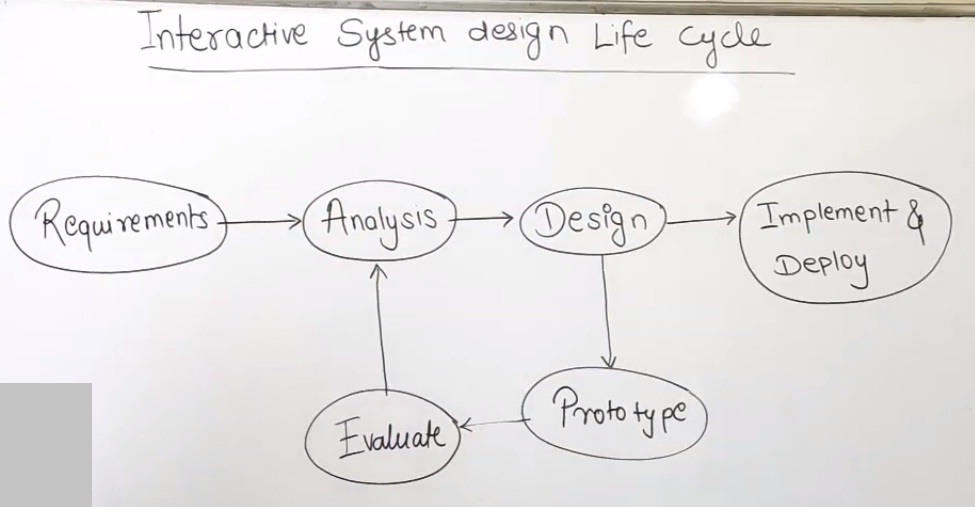 Interactive System design Life Cycle
Requirements
Analysis
Design
Implement &
Deploy
Evaluate
Prototype